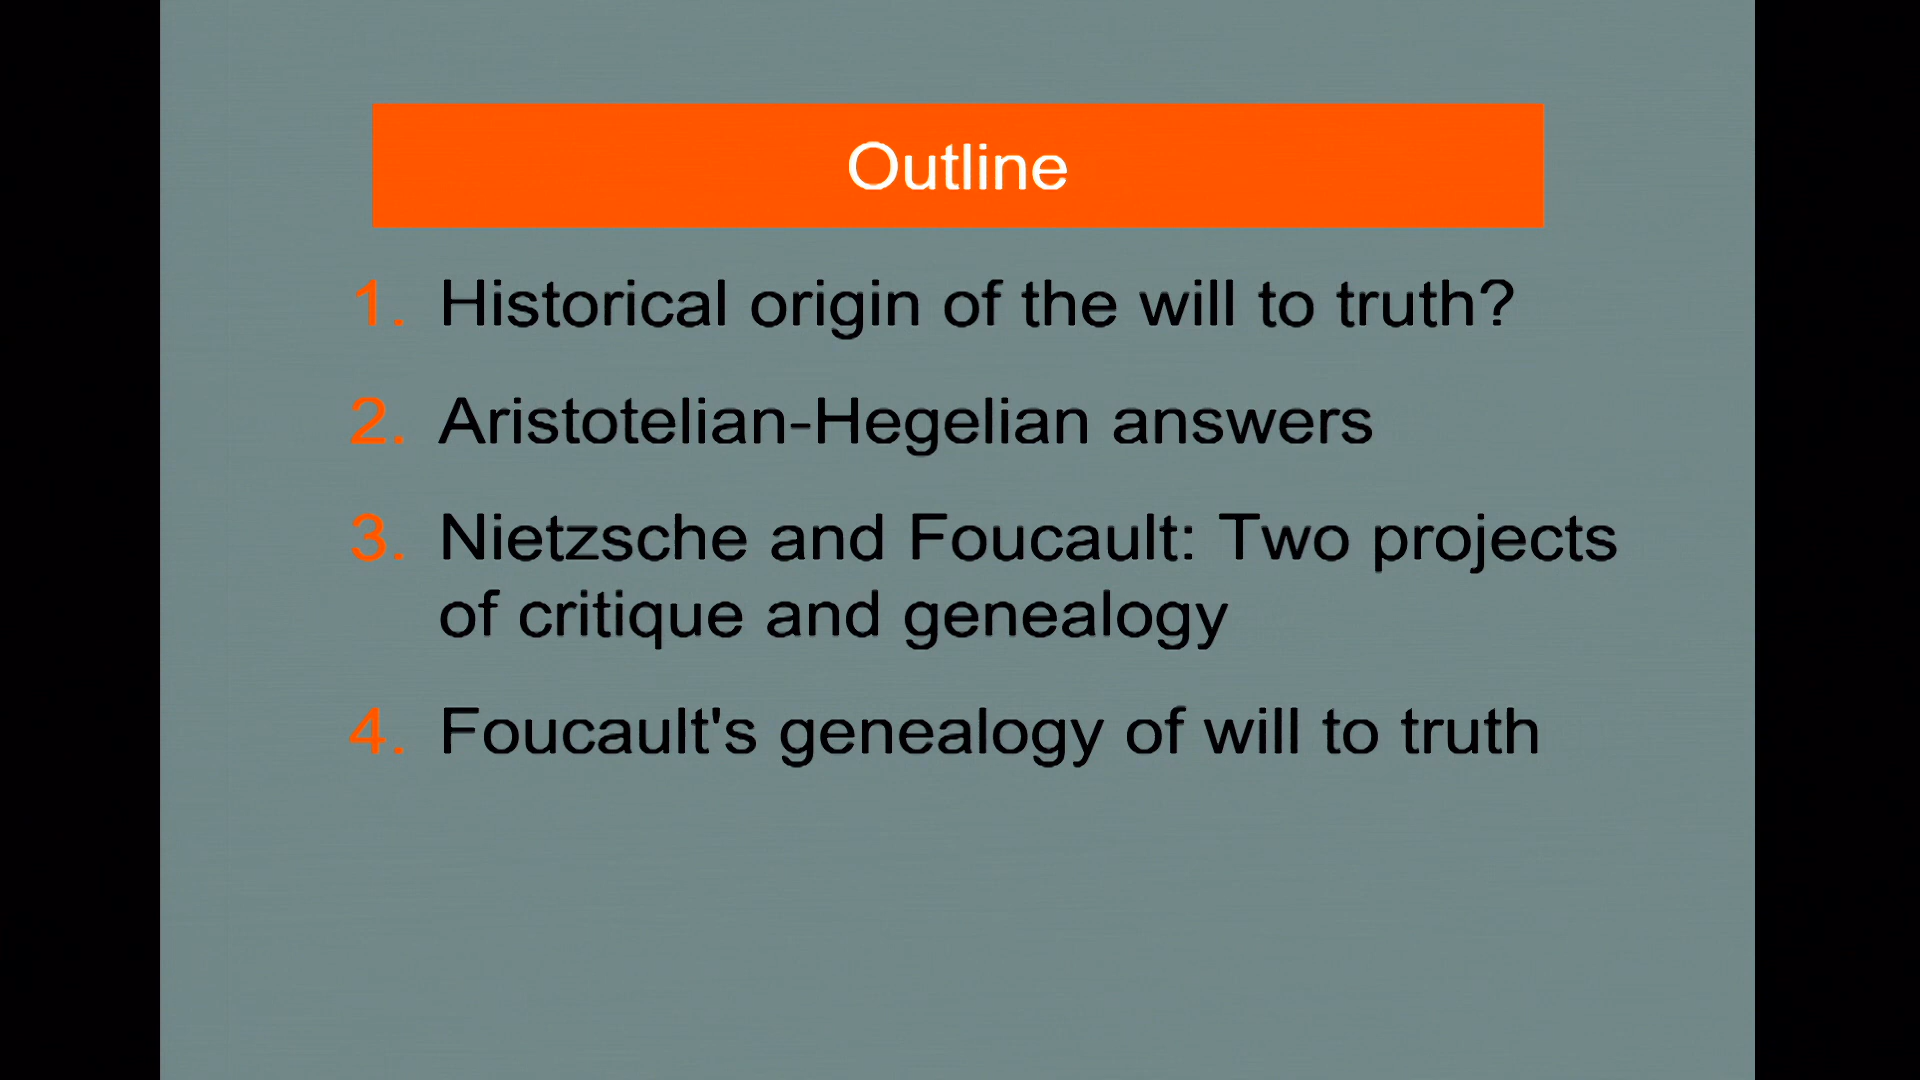 Outline
1. Historical origin of the will to truth?
2. Aristotelian-Hegelian answers
3. Nietzsche and Foucault: Two projects
of critique and genealogy
4. Foucault's genealogy of will to truth